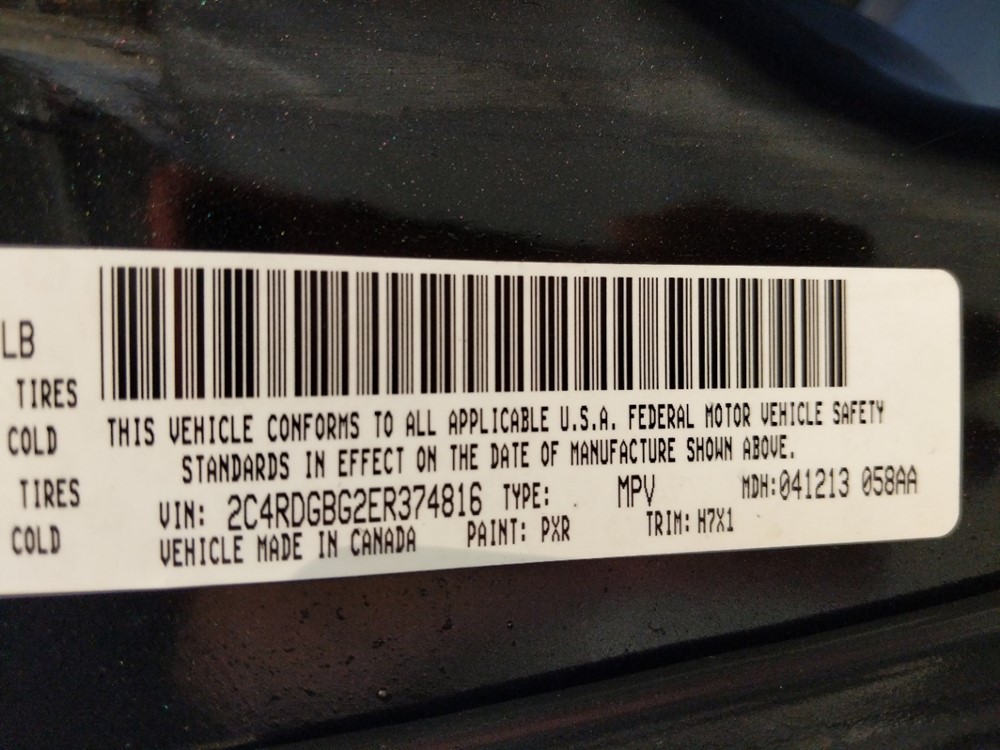 LB
TIRES
COLD
TIRES
COLD
THIS VEHICLE CONFORMS TO ALL APPLICABLE U.S.A. FEDERAL MOTOR VEHICLE SAFETY
STANDARDS IN EFFECT ON THE DATE OF MANUFACTURE SHOWN ABOVE.
VIN: 2C4RDGBG2ER374816 TYPE: MPV MDH:041213 058AA
VEHICLE MADE IN CANADA PAINT: PXR TRIM: H7X1